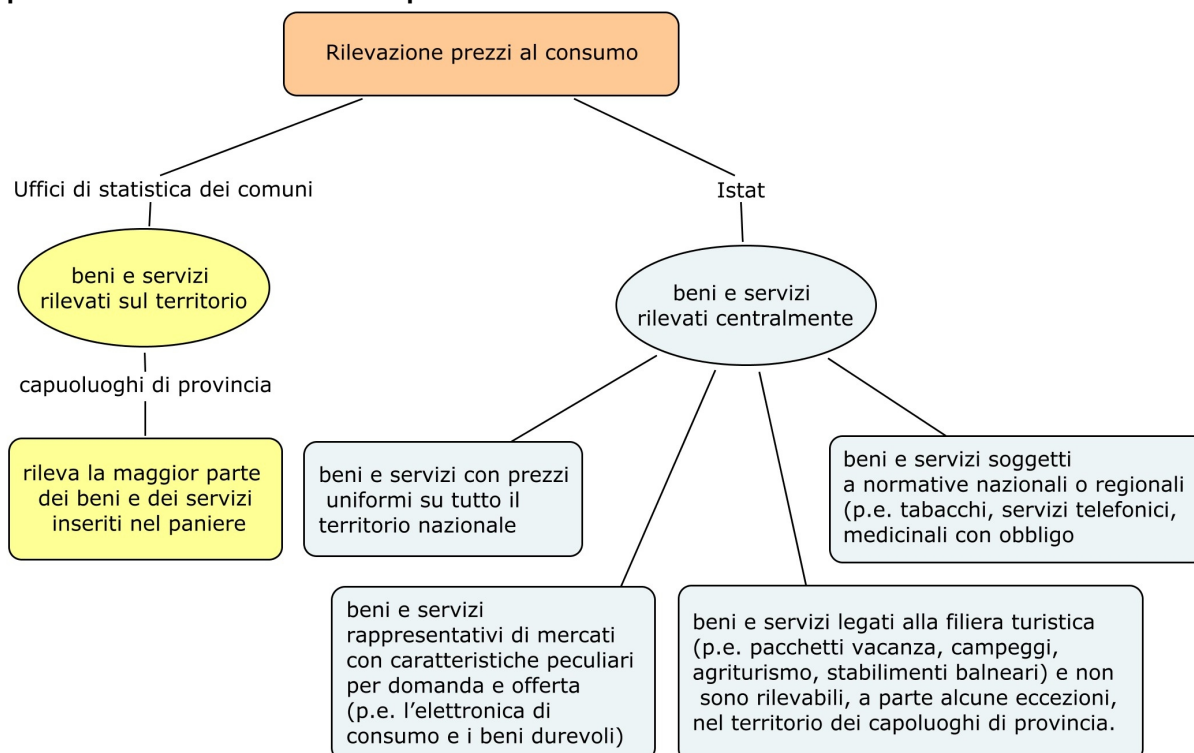 Rilevazione prezzi al consumo
Uffici di statistica dei comuni
Istat
beni e servizi
rilevati sul territorio
beni e servizi
rilevati centralmente
capuoluoghi di provincia
rileva la maggior parte
dei beni e dei servizi
inseriti nel paniere
beni e servizi con prezzi
uniformi su tutto il
territorio nazionale
beni e servizi soggetti
a normative nazionali o regionali
(p.e. tabacchi, servizi telefonici,
medicinali con obbligo
beni e servizi
rappresentativi di mercati
con caratteristiche peculiari
per domanda e offerta
(p.e. l'elettronica di
consumo e i beni durevoli)
beni e servizi legati alla filiera turistica
(p.e. pacchetti vacanza, campeggi,
agriturismo, stabilimenti balneari) e non
sono rilevabili, a parte alcune eccezioni,
nel territorio dei capoluoghi di provincia.